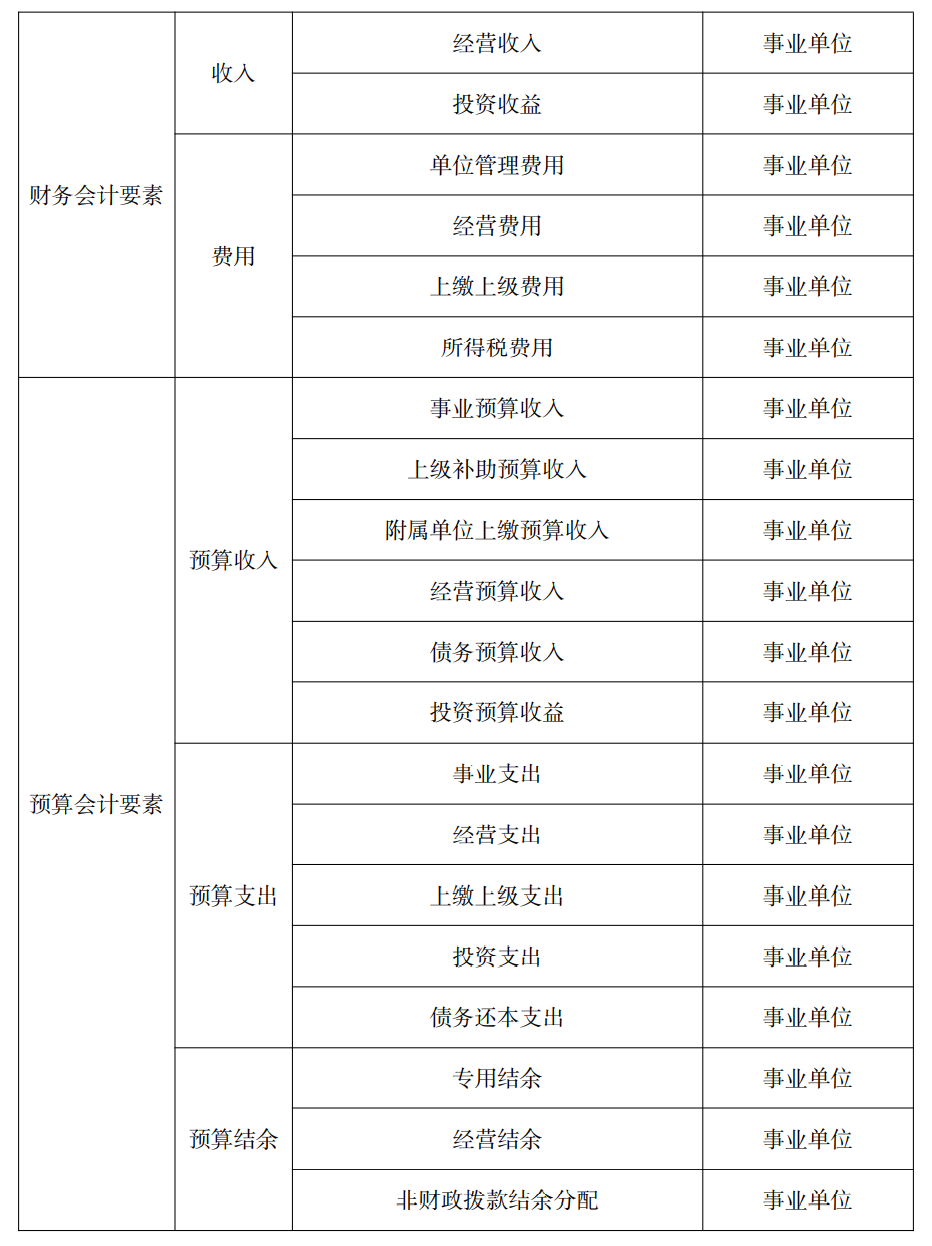 财务会计要素
收入
经营收入 事业单位
投资收益 事业单位
费用
单位管理费用 事业单位
经营费用 事业单位
上缴上级费用 事业单位
所得税费用 事业单位
预算会计要素
预算收入
事业预算收入 事业单位
上级补助预算收入 事业单位
附属单位上缴预算收入 事业单位
经营预算收入 事业单位
债务预算收入 事业单位
投资预算收益 事业单位
预算支出
事业支出 事业单位
经营支出 事业单位
上缴上级支出 事业单位
投资支出 事业单位
债务还本支出 事业单位
预算结余
专用结余 事业单位
经营结余 事业单位
非财政拨款结余分配 事业单位